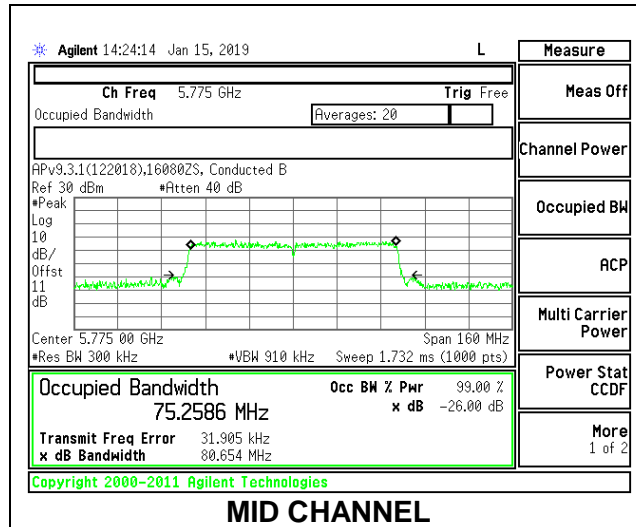 Agilent 14:24:14 Jan 15, 2019 L
Measure
Ch Freq 5.775 GHz Trig Free
Meas Off
Occupied Bandwidth Averages: 20
Channel Power
APv9.3.1(122018),16080ZS, Conducted B
Ref 30 dBm #Atten 40 dB
#Peak
Log
10
dB/
Offst
11
dB
Occupied BW
ACP
Multi Carrier
Power
Center 5.775 00 GHz Span 160 MHz
#Res BW 300 kHz #VBW 910 kHz Sweep 1.732 ms (1000 pts)
Power Stat
CCDF
Occupied Bandwidth Occ BW % Pwr 99.00 %
75.2586 MHz x dB -26.00 dB
Transmit Freq Error 31.905 kHz
x dB Bandwidth 80.654 MHz
More
1 of 2
Copyright 2000-2011 Agilent Technologies
MID CHANNEL